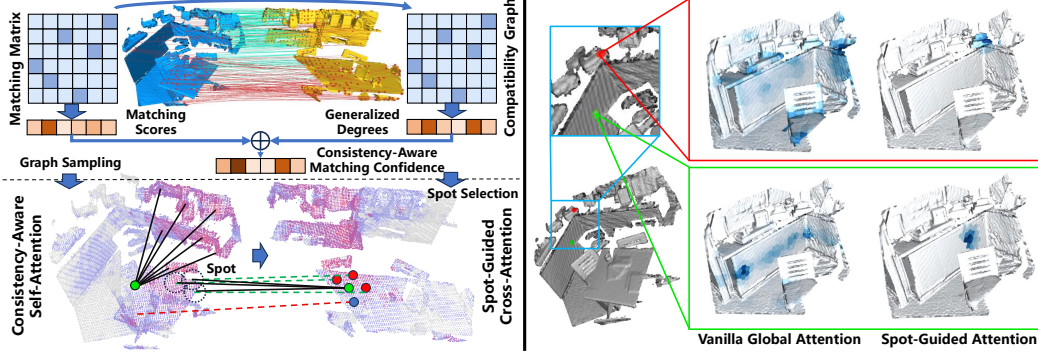 Matching Matrix
Compatibility Graph
Matching
Scores
Generalized
Degrees
Consistency-Aware
Matching Confidence
Graph Sampling
Spot Selection
Consistency-Aware
Self-Attention
Spot
Spot-Guided
Cross-Attention
Vanilla Global Attention
Spot-Guided Attention